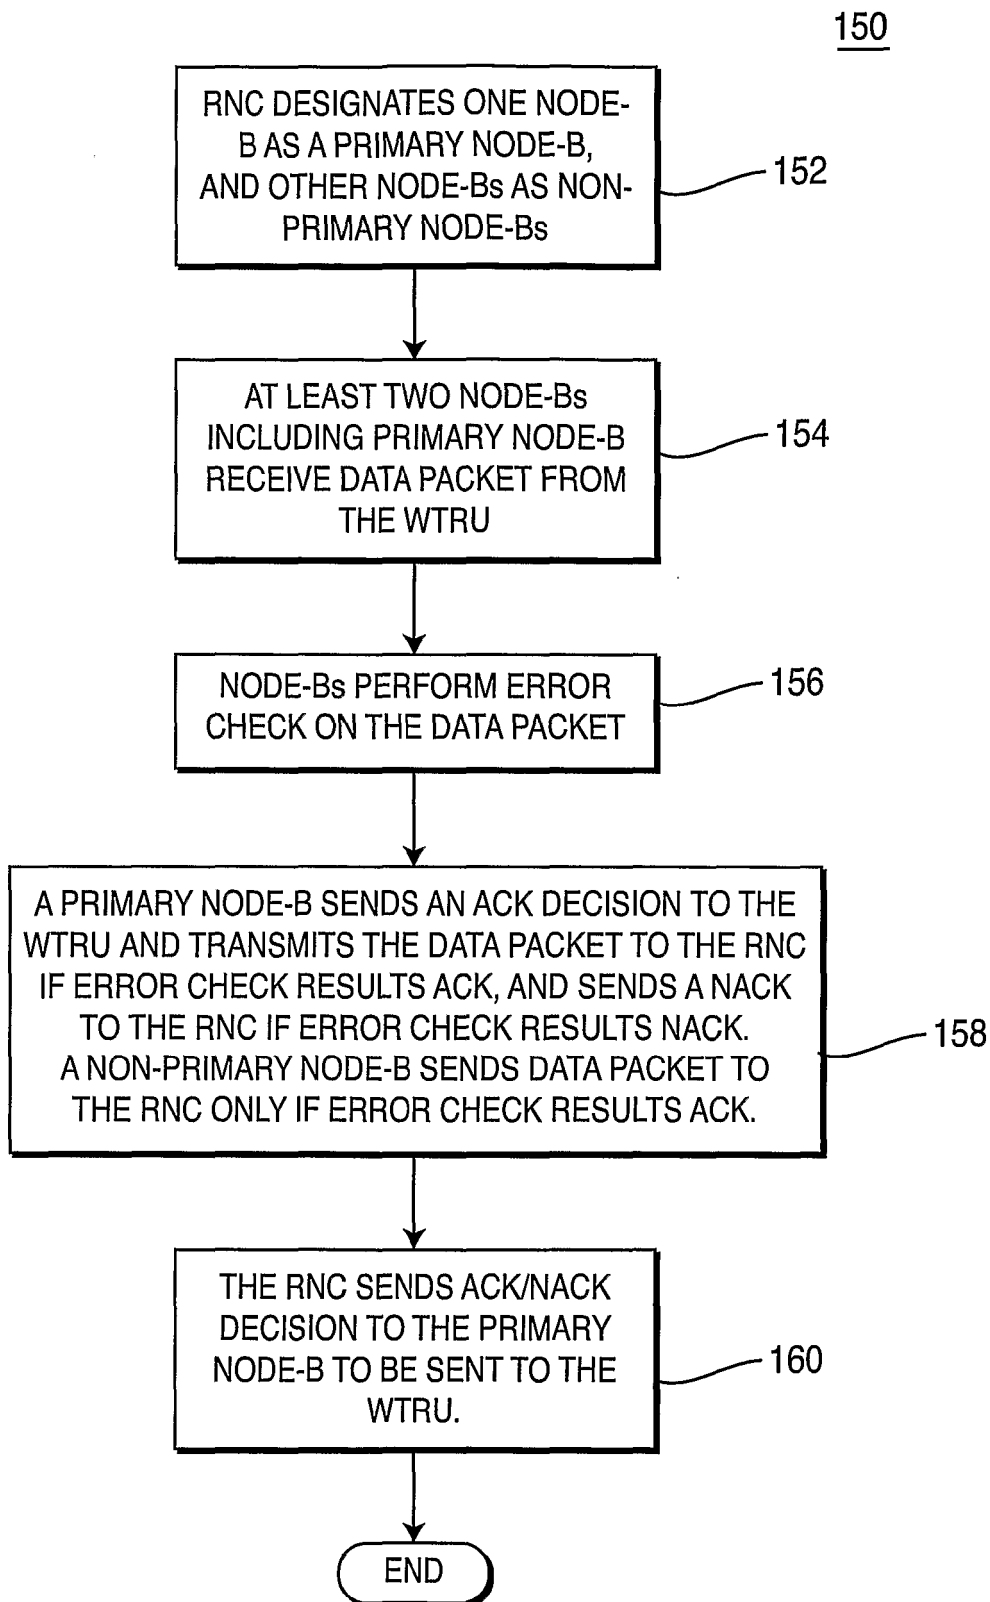 150
RNC DESIGNATES ONE NODE-
B AS A PRIMARY NODE-B,
AND OTHER NODE-Bs AS NON-
PRIMARY NODE-Bs
152
AT LEAST TWO NODE-Bs
INCLUDING PRIMARY NODE-B
RECEIVE DATA PACKET FROM
THE WTRU
154
NODE-Bs PERFORM ERROR
CHECK ON THE DATA PACKET
156
A PRIMARY NODE-B SENDS AN ACK DECISION TO THE
WTRU AND TRANSMITS THE DATA PACKET TO THE RNC
IF ERROR CHECK RESULTS ACK, AND SENDS A NACK
TO THE RNC IF ERROR CHECK RESULTS NACK.
A NON-PRIMARY NODE-B SENDS DATA PACKET TO
THE RNC ONLY IF ERROR CHECK RESULTS ACK.
158
THE RNC SENDS ACK/NACK
DECISION TO THE PRIMARY
NODE-B TO BE SENT TO THE
WTRU.
160
END